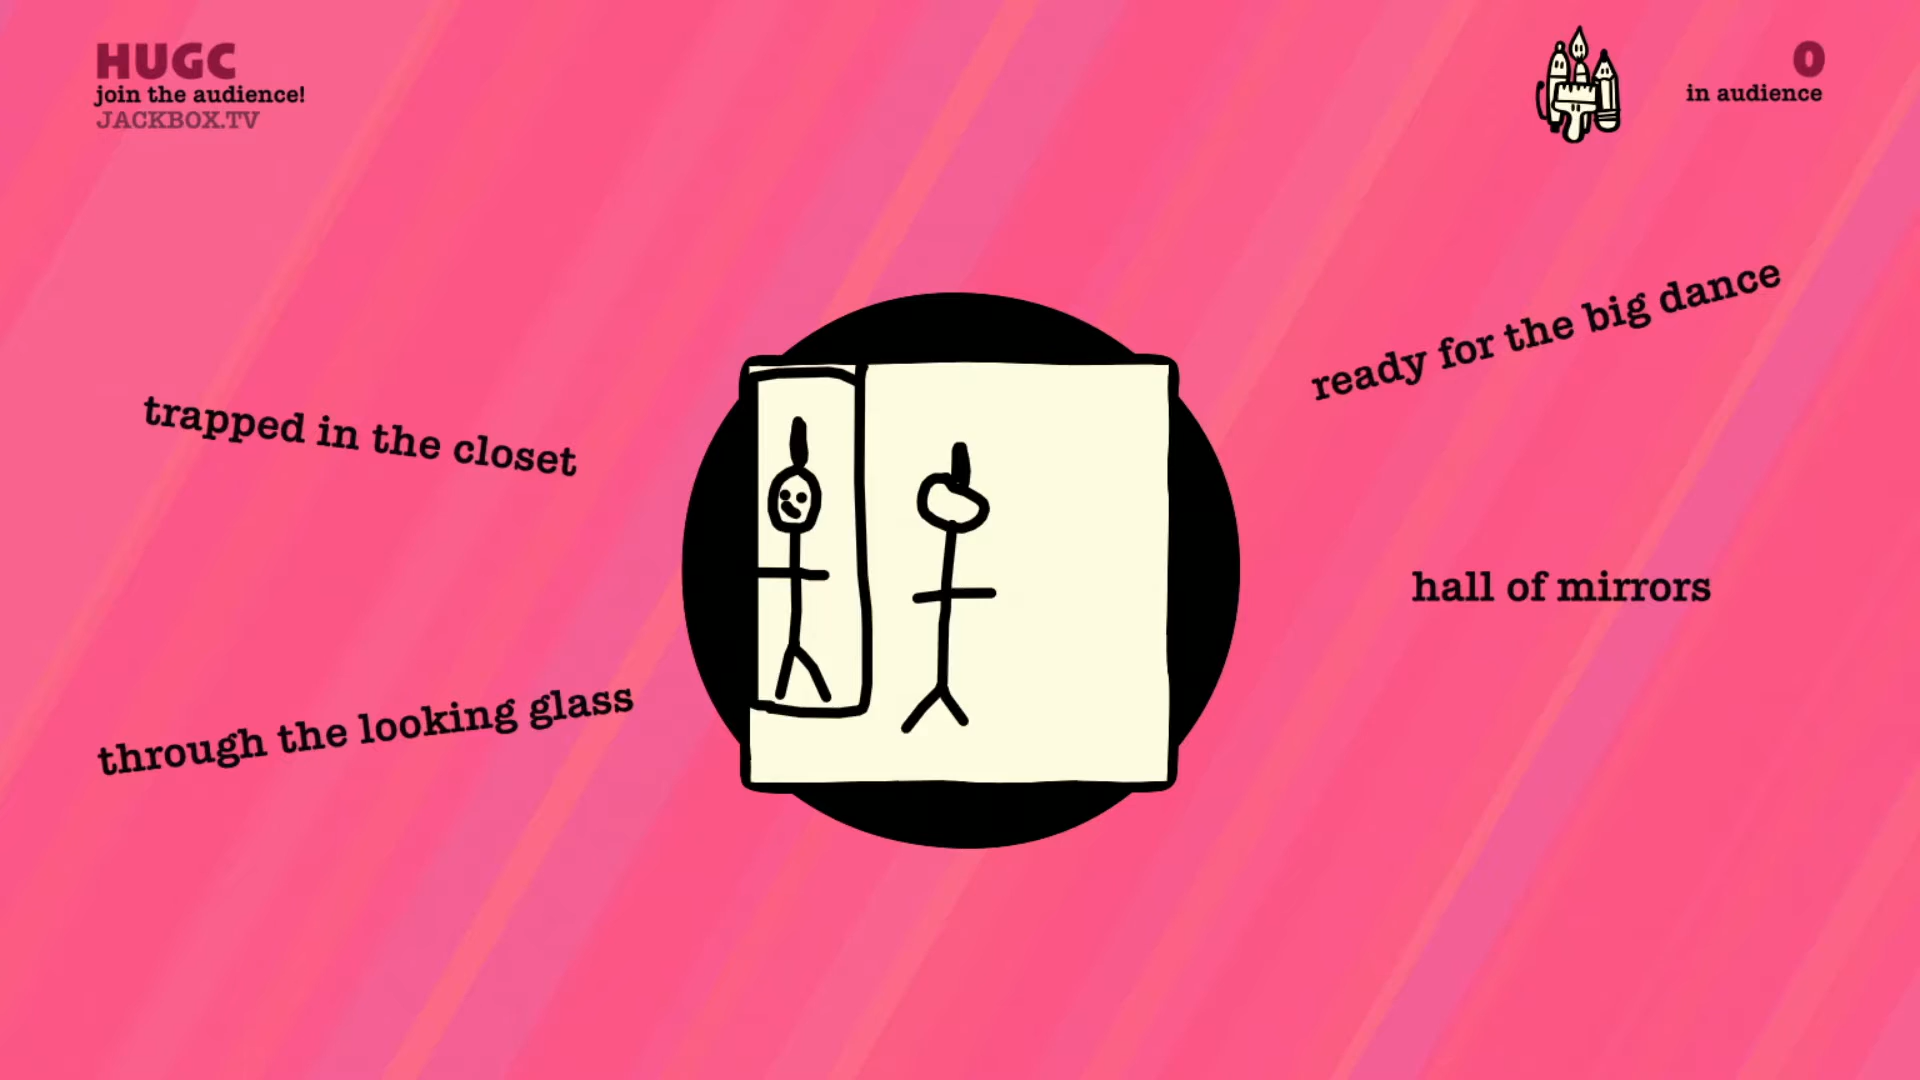 HUGC
join the audience!
JACKBOX.TV
0
in audience
ready for the big dance
trapped in the closet
hall of mirrors
through the looking glass